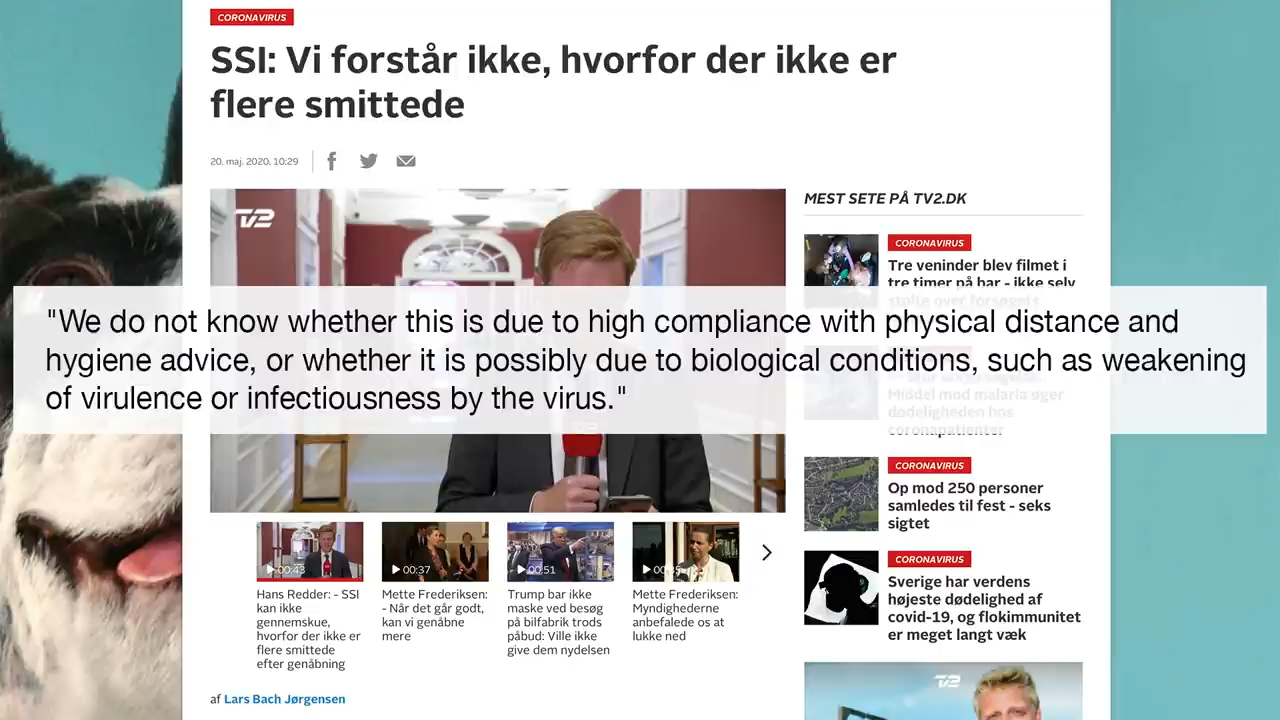 CORONAVIRUS
SSI: Vi forstår ikke, hvorfor der ikke er
flere smittede
20. maj. 2020, 10:29
TV2
"We do not know whether this is due to high compliance with physical distance and
hygiene advice, or whether it is possibly due to biological conditions, such as weakening
of virulence or infectiousness by the virus."
00:43
Hans Redder: - SSI
kan ikke
gennemskue,
hvorfor der ikke er
flere smittede
efter genåbning
00:37
Mette Frederiksen:
- Når det går godt,
kan vi genåbne
mere
00:51
Trump bar ikke
maske ved besøg
på bilfabrik trods
påbud: Ville ikke
give dem nydelsen
Mette Frederiksen:
Myndighederne
anbefalede os at
lukke ned
af Lars Bach Jørgensen
MEST SETE PÅ TV2.DK
CORONAVIRUS
Tre veninder blev filmet i
tre timer på bar - ikke selv
stolte over forsøgets
Middel mod malaria øger
dødeligheden hos
coronapatienter
CORONAVIRUS
Op mod 250 personer
samledes til fest - seks
sigtet
CORONAVIRUS
Sverige har verdens
højeste dødelighed af
covid-19, og flokimmunitet
er meget langt væk
TV2